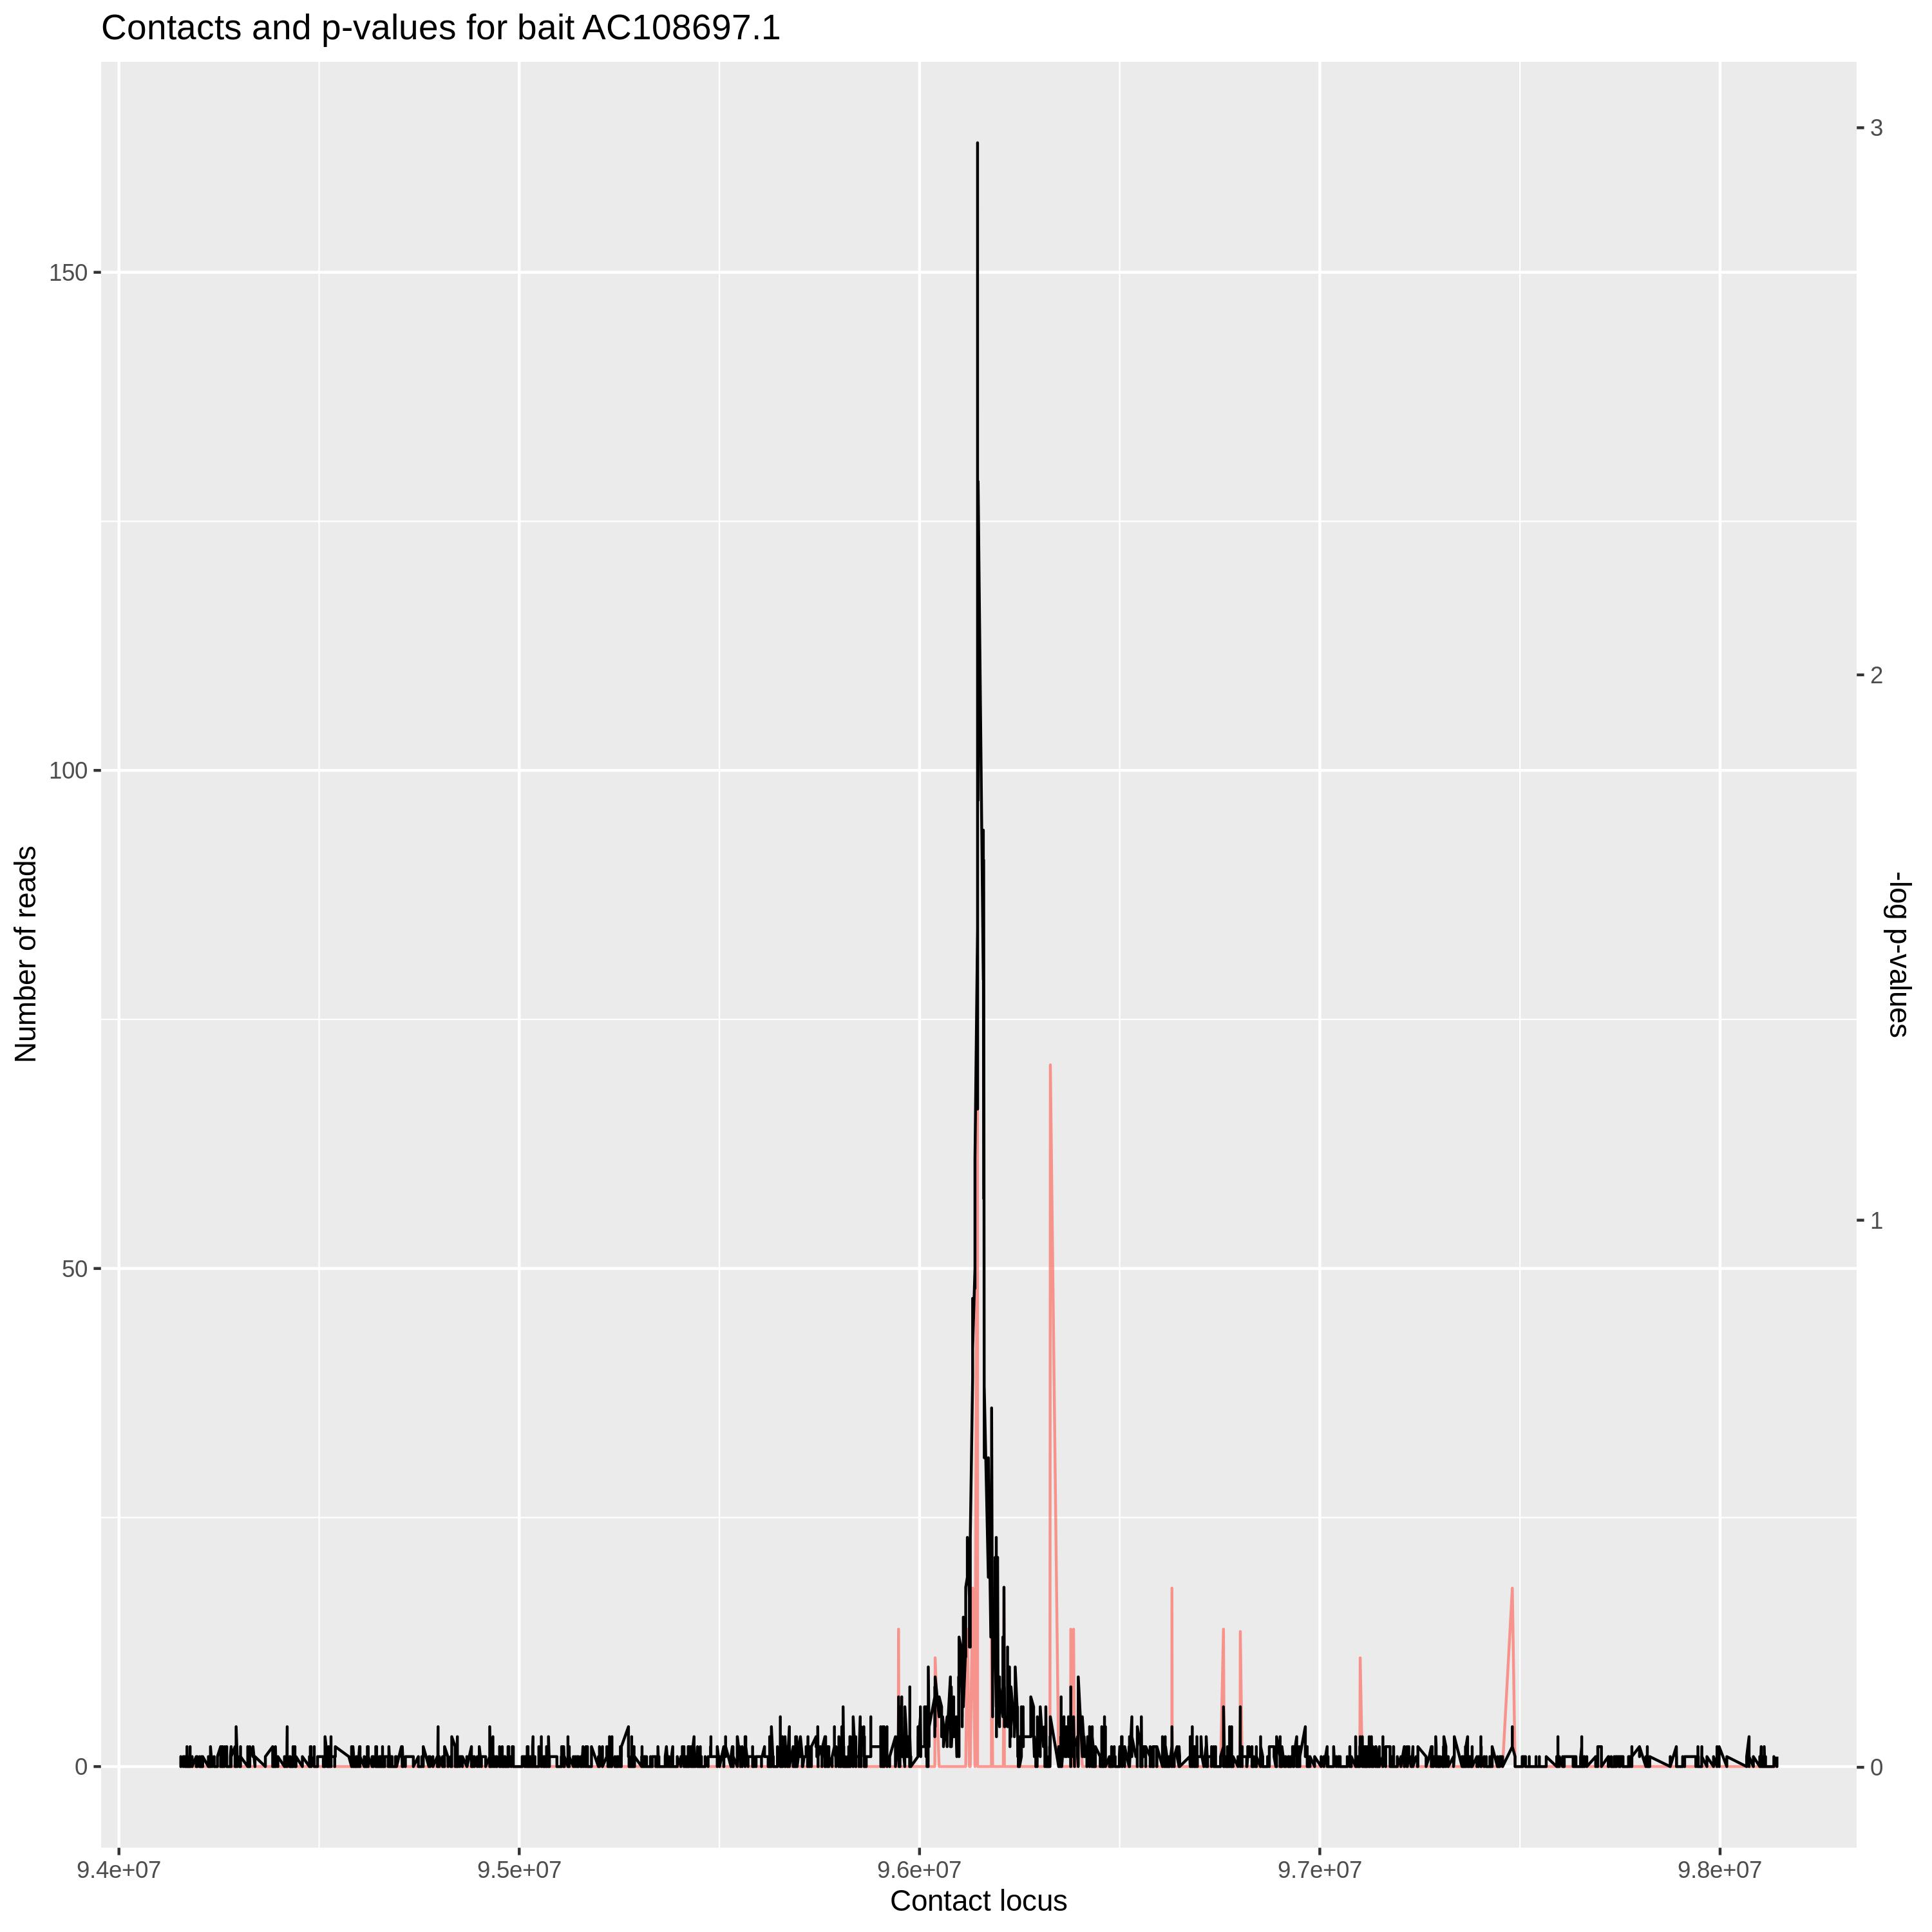 Contacts and p-values for bait AC108697.1
150
100
50
0
Number of reads
3
2
1
0
-log p-values
9.4e+07 9.5e+07 9.6e+07 9.7e+07 9.8e+07
Contact locus